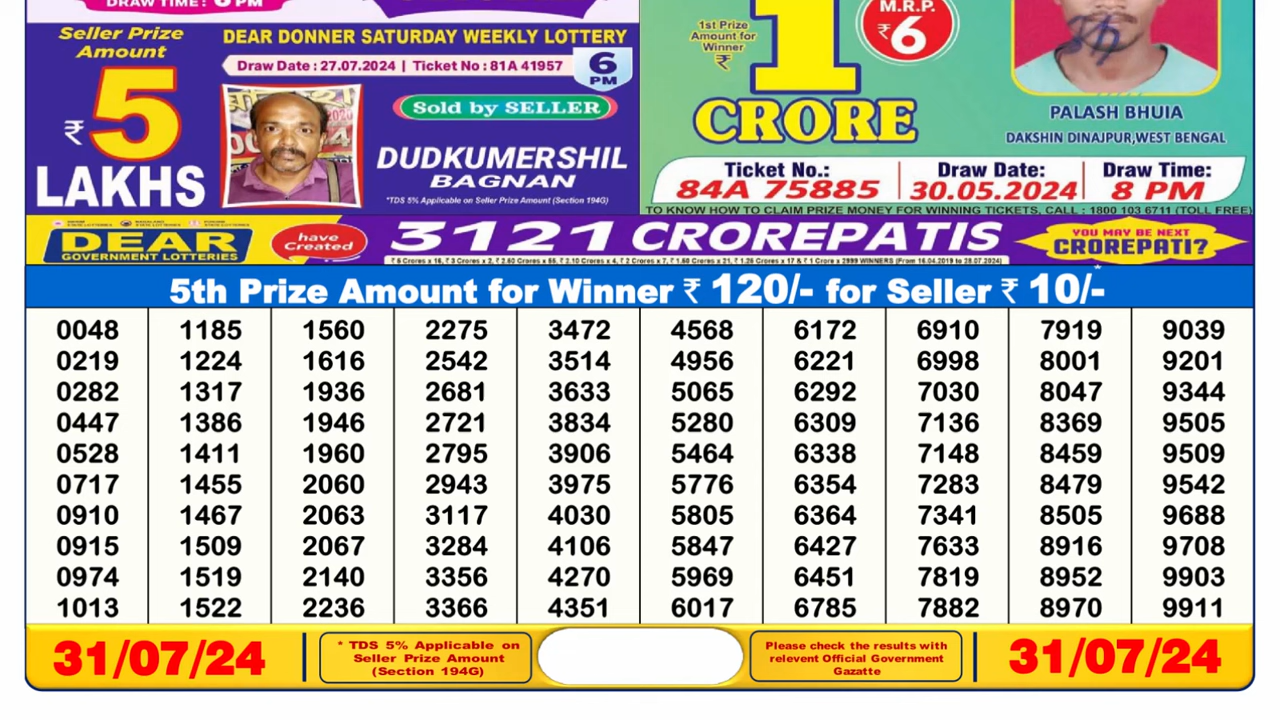 DRAW TIME: 6 PM
Seller Prize
Amount
₹ 5
LAKHS
DEAR DONNER SATURDAY WEEKLY LOTTERY
Draw Date : 27.07.2024 | Ticket No : 81A 41957
6
PM
Sold by SELLER
DUDKUMERSHIL
BAGNAN
*TDS 5% Applicable on Seller Prize Amount (Section 194G)
1st Prize
Amount for
Winner
₹
1
CRORE
M.R.P.
₹6
PALASH BHUIA
DAKSHIN DINAJPUR,WEST BENGAL
Ticket No.: Draw Date: Draw Time:
84A 75885 30.05.2024 8 PM
TO KNOW HOW TO CLAIM PRIZE MONEY FOR WINNING TICKETS, CALL : 1800 103 6711 (TOLL FREE)
DEAR
GOVERNMENT LOTTERIES
have
Created
3121 CROREPATIS
YOU MAY BE NEXT
CROREPATI?
5th Prize Amount for Winner ₹ 120/- for Seller ₹ 10/-*
0048 1185 1560 2275 3472 4568 6172 6910 7919 9039
0219 1224 1616 2542 3514 4956 6221 6998 8001 9201
0282 1317 1936 2681 3633 5065 6292 7030 8047 9344
0447 1386 1946 2721 3834 5280 6309 7136 8369 9505
0528 1411 1960 2795 3906 5464 6338 7148 8459 9509
0717 1455 2060 2943 3975 5776 6354 7283 8479 9542
0910 1467 2063 3117 4030 5805 6364 7341 8505 9688
0915 1509 2067 3284 4106 5847 6427 7633 8916 9708
0974 1519 2140 3356 4270 5969 6451 7819 8952 9903
1013 1522 2236 3366 4351 6017 6785 7882 8970 9911
31/07/24
* TDS 5% Applicable on
Seller Prize Amount
(Section 194G)
Please check the results with
relevent Official Government
Gazatte
31/07/24